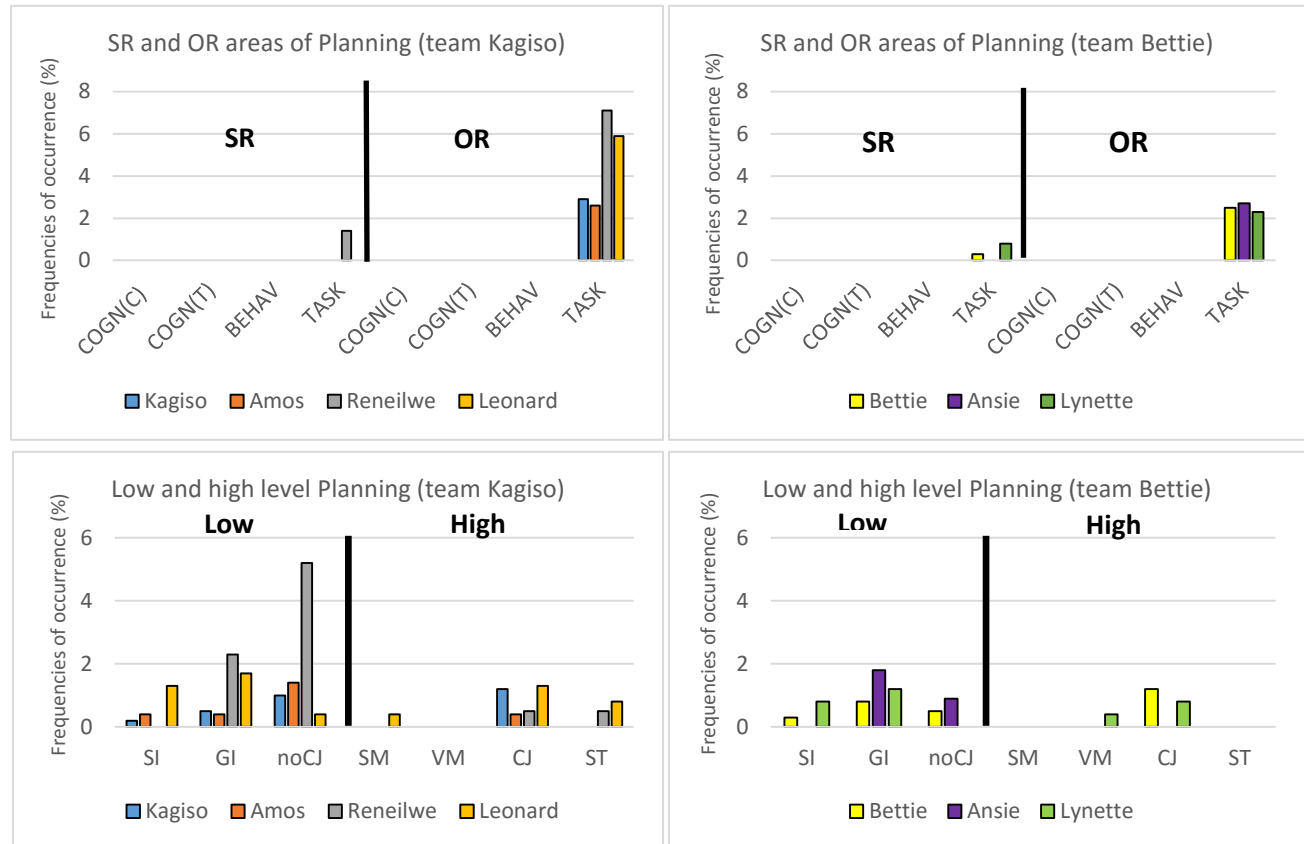 SR and OR areas of Planning (team Kagiso)
Frequencies of occurrence (%)
8
6
4
2
0
SR
OR
COGN(C)
COGN(T)
BEHAV
TASK
COGN(C)
COGN(T)
BEHAV
TASK
Kagiso Amos Reneilwe Leonard
SR and OR areas of Planning (team Bettie)
Frequencies of occurrence (%)
8
6
4
2
0
SR
OR
COGN(C)
COGN(T)
BEHAV
TASK
COGN(C)
COGN(T)
BEHAV
TASK
Bettie Ansie Lynette
Low and high level Planning (team Kagiso)
Low High
Frequencies of occurrence (%)
6
4
2
0
SI GI noCJ SM VM CJ ST
Kagiso Amos Reneilwe Leonard
Low and high level Planning (team Bettie)
Low High
Frequencies of occurrence (%)
6
4
2
0
SI GI noCJ SM VM CJ ST
Bettie Ansie Lynette